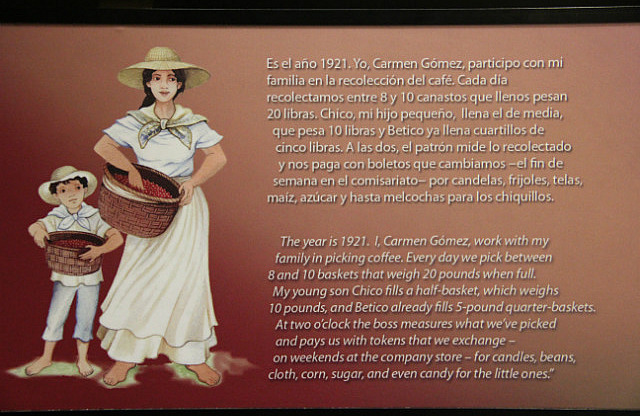 Es el año 1921. Yo, Carmen Gómez, participo con mi
familia en la recolección del café. Cada día
recolectamos entre 8 y 10 canastos que llenos pesan
20 libras. Chico, mi hijo pequeño, llena el de media,
que pesa 10 libras y Betico ya llena cuartillos de
cinco libras. A las dos, el patrón mide lo recolectado
y nos paga con boletos que cambiamos –el fin de
semana en el comisariato– por candelas, frijoles, telas,
maíz, azúcar y hasta melcochas para los chiquillos.
The year is 1921. I, Carmen Gómez, work with my
family in picking coffee. Every day we pick between
8 and 10 baskets that weigh 20 pounds when full.
My young son Chico fills a half-basket, which weighs
10 pounds, and Betico already fills 5-pound quarter-baskets.
At two o'clock the boss measures what we've picked
and pays us with tokens that we exchange –
on weekends at the company store – for candles, beans,
cloth, corn, sugar, and even candy for the little ones."